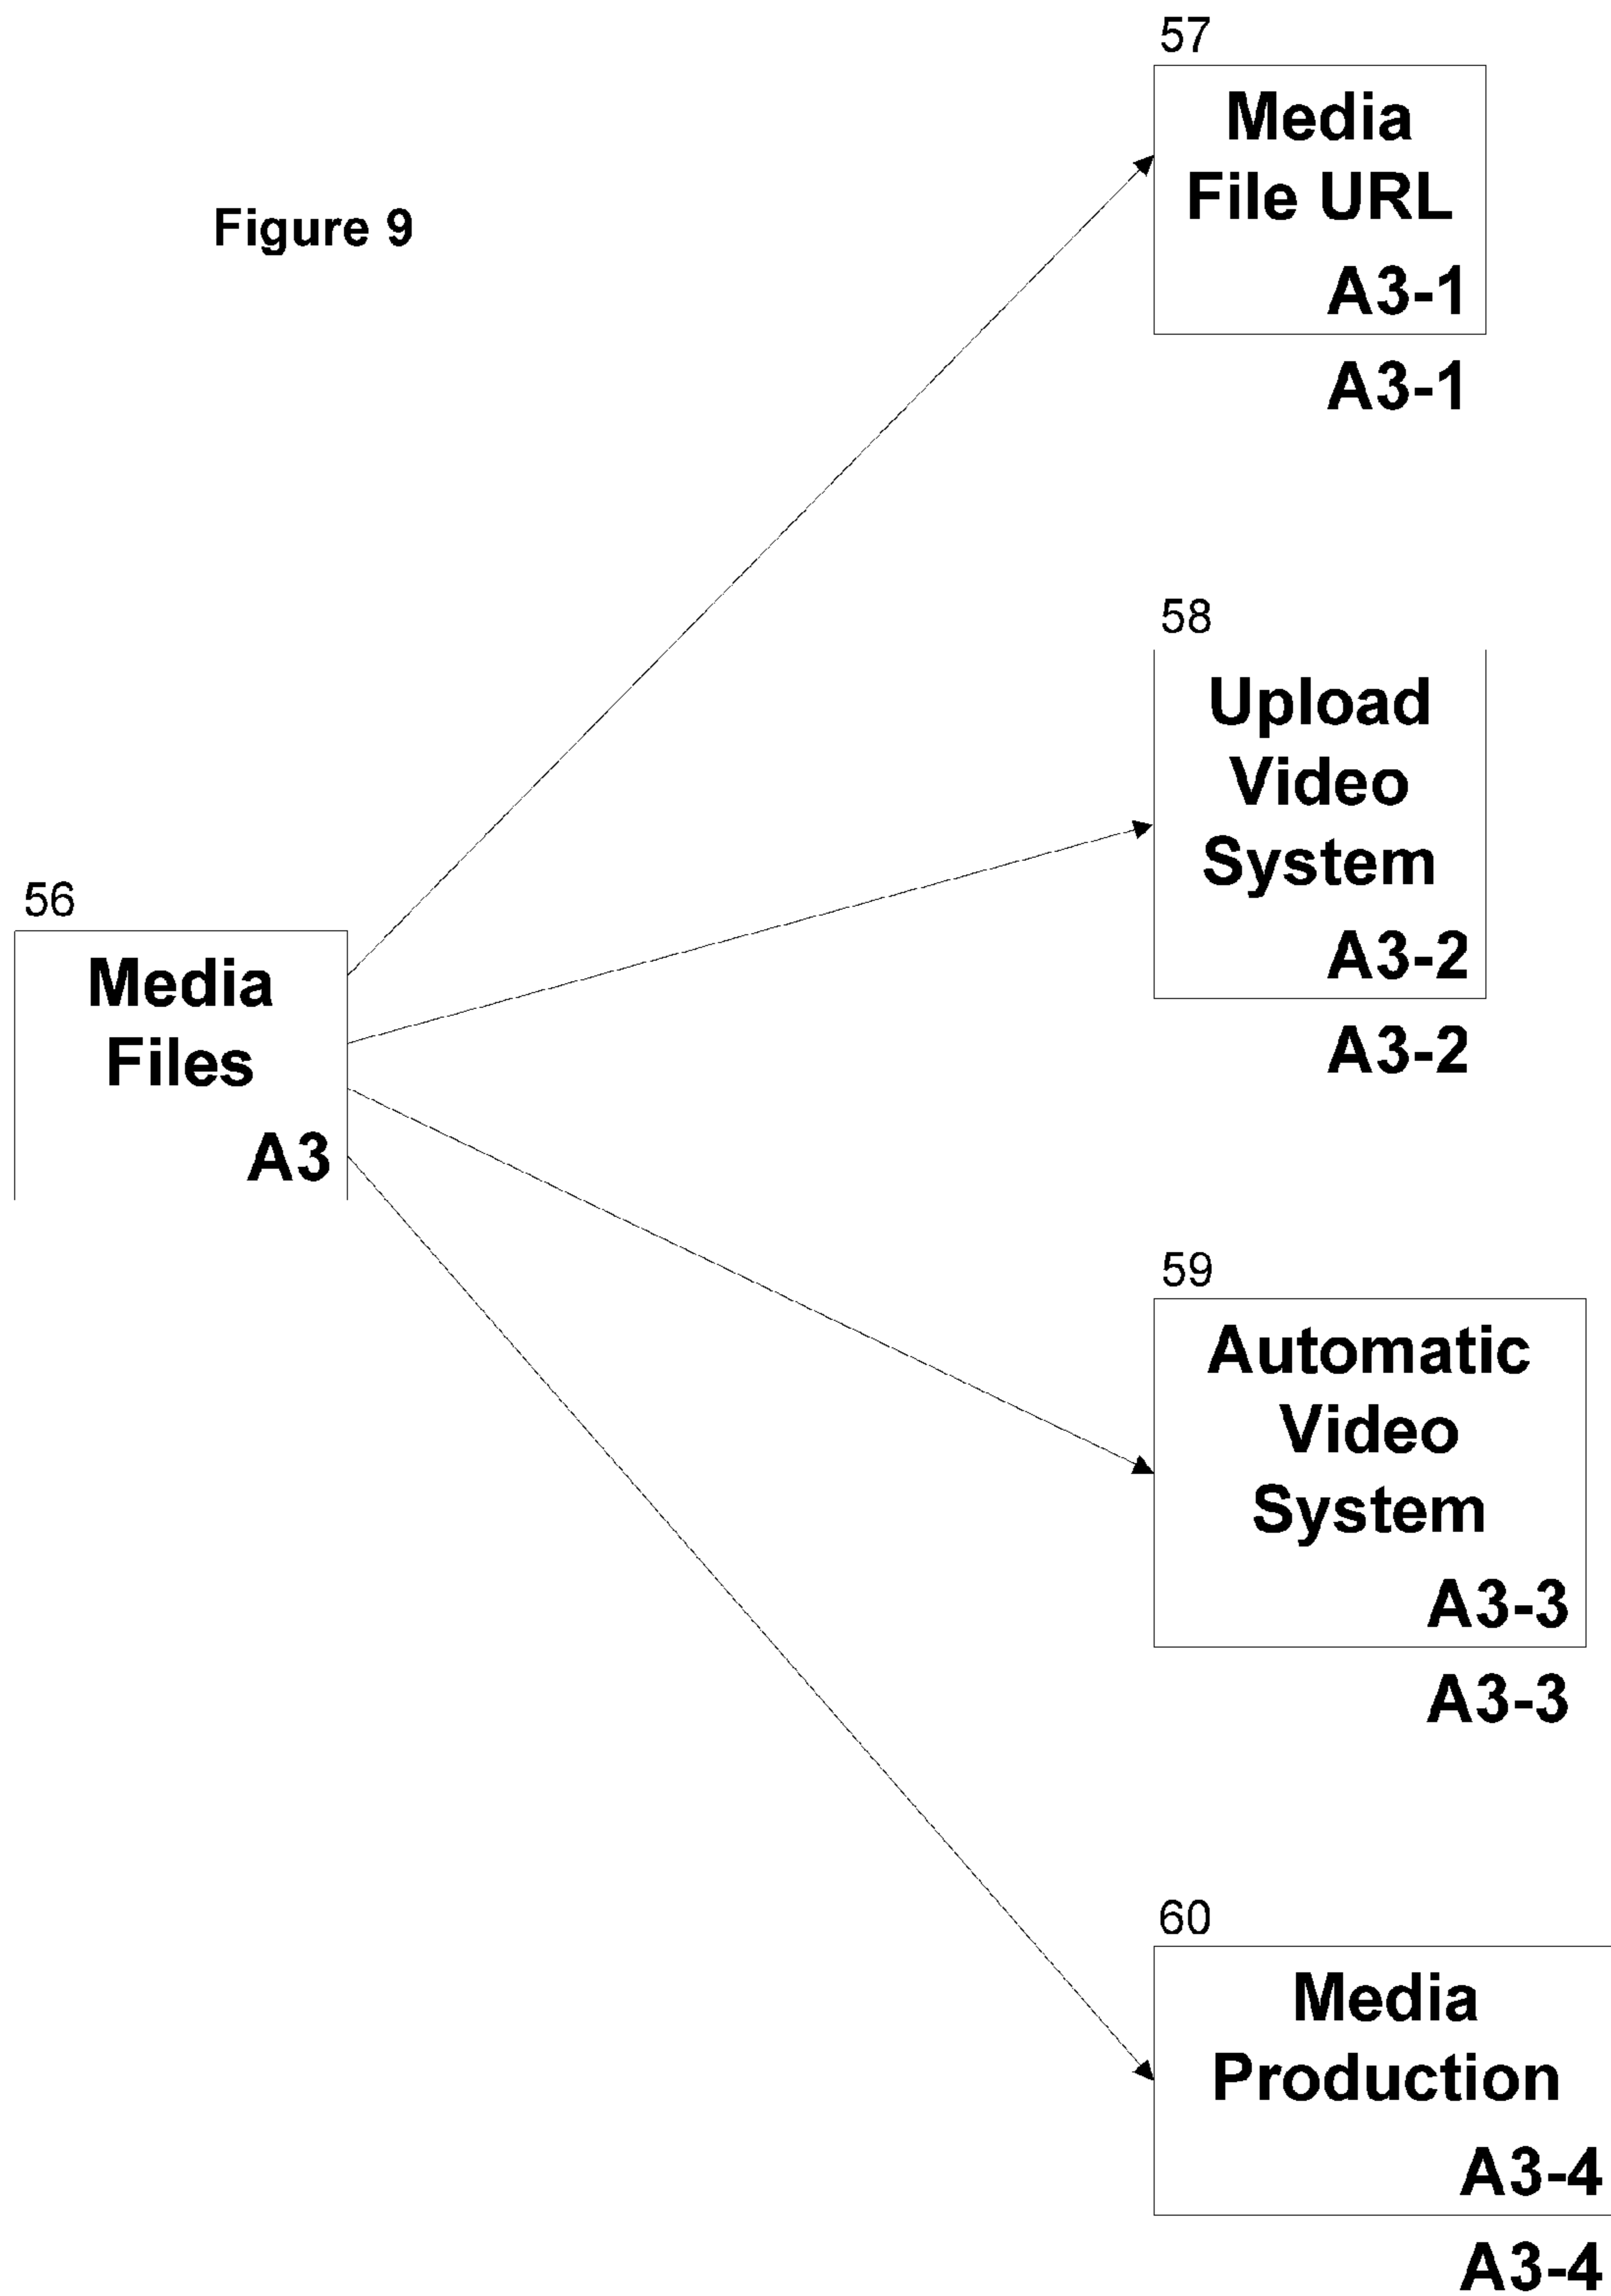 Figure 9
56
Media
Files
A3
57
Media
File URL
A3-1
A3-1
58
Upload
Video
System
A3-2
A3-2
59
Automatic
Video
System
A3-3
A3-3
60
Media
Production
A3-4
A3-4